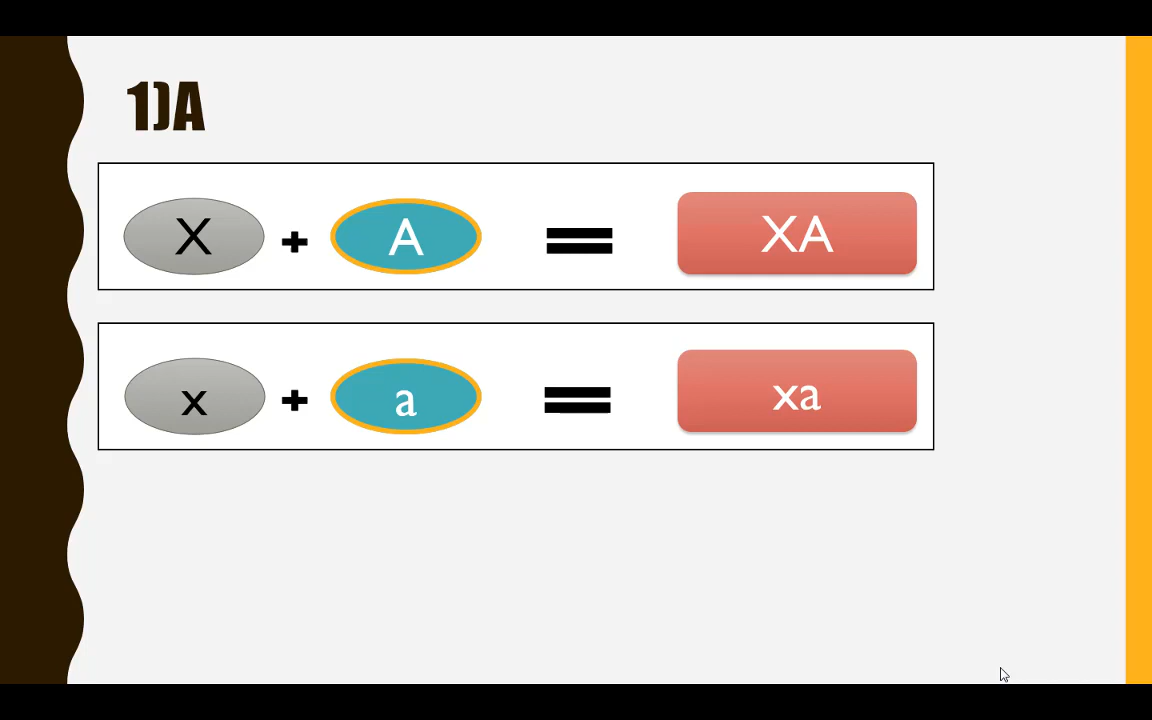 1)A
X + A = XA
x + a = xa